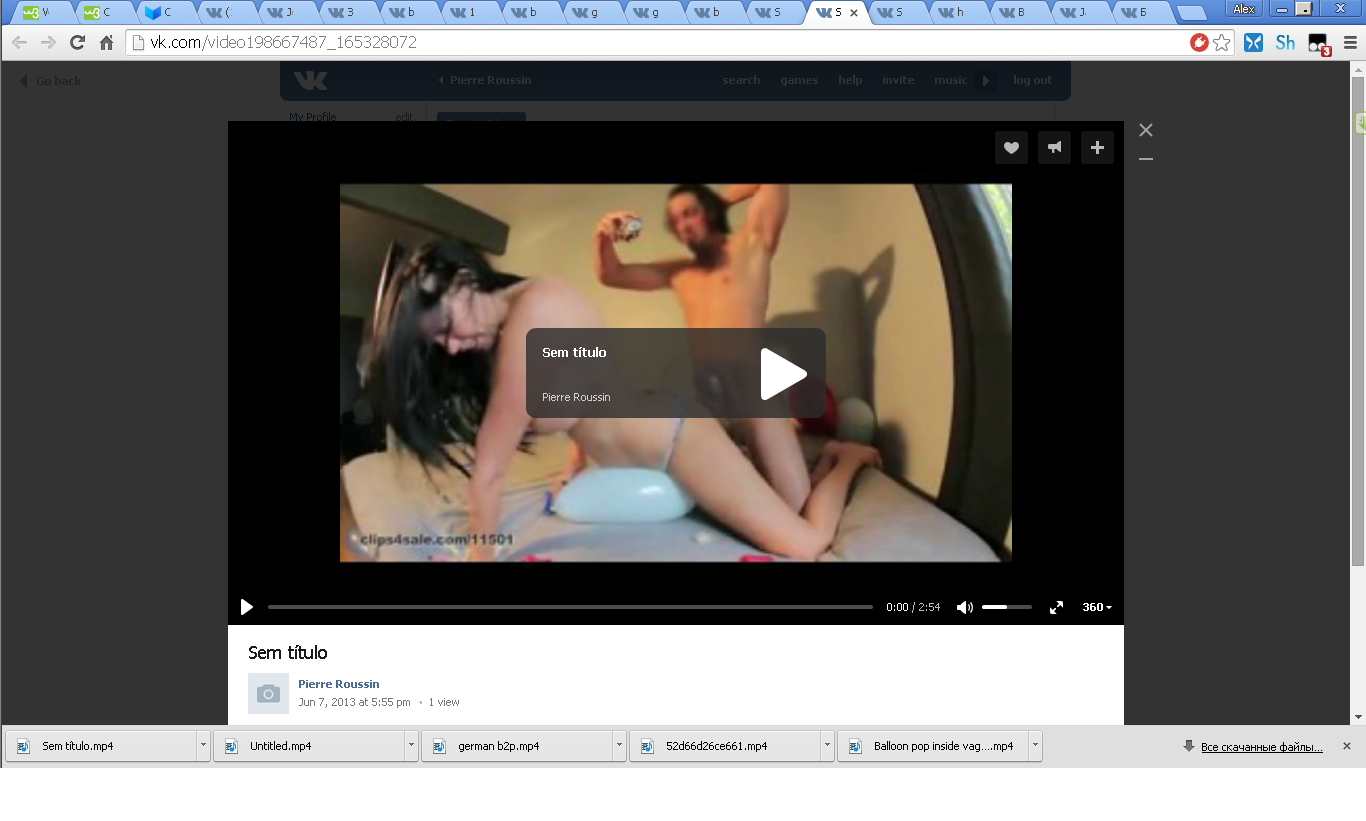 C
C
(:
J
3
b
1
b
g
g
b
S
S
S
h
B
J
Б
Alex
vk.com/video198667487_165328072
Sh
3
Go back
Pierre Roussin
search
games
help
invite
music
log out
My Profile
edit
Sem título
Pierre Roussin
clips4sale.com/11501
0:00 / 2:54
360
Sem título
Pierre Roussin
Jun 7, 2013 at 5:55 pm • 1 view
Sem título.mp4
Untitled.mp4
german b2p.mp4
52d66d26ce661.mp4
Balloon pop inside vag....mp4
Все скачанные файлы...